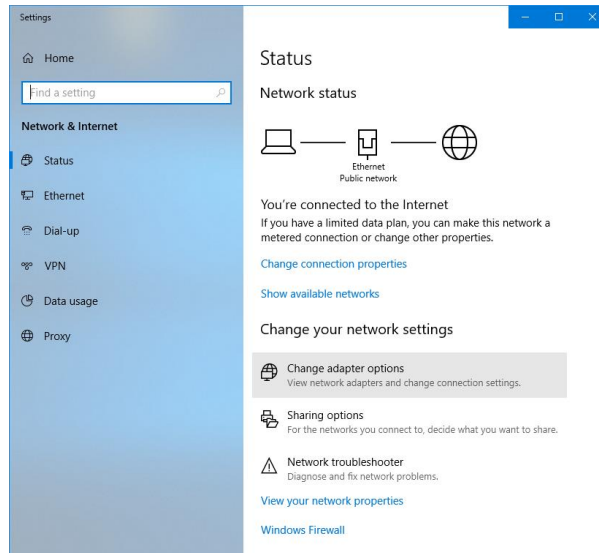 Settings
Home
Find a setting
Network & Internet
Status
Ethernet
Dial-up
VPN
Data usage
Proxy
Status
Network status
Ethernet
Public network
You're connected to the Internet
If you have a limited data plan, you can make this network a
metered connection or change other properties.
Change connection properties
Show available networks
Change your network settings
Change adapter options
View network adapters and change connection settings.
Sharing options
For the networks you connect to, decide what you want to share.
Network troubleshooter
Diagnose and fix network problems.
View your network properties
Windows Firewall